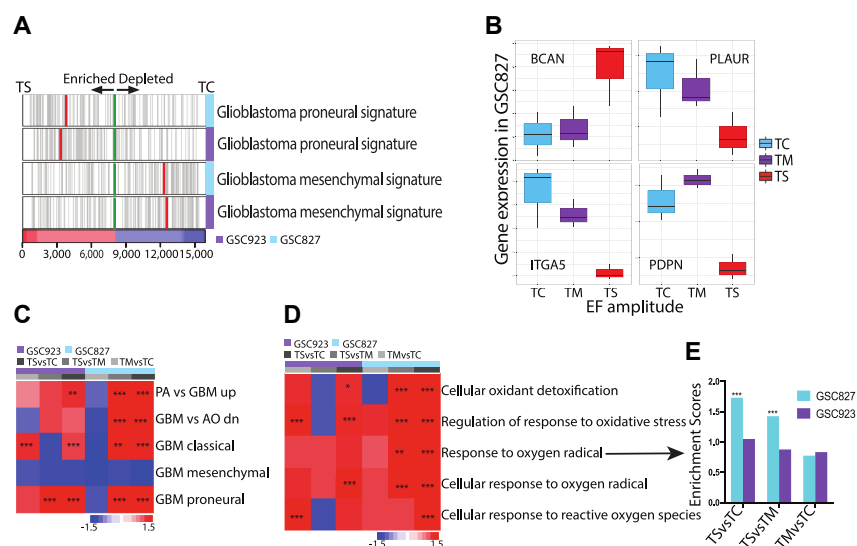 A
TS
Enriched Depleted
TC
Glioblastoma proneural signature
Glioblastoma proneural signature
Glioblastoma mesenchymal signature
Glioblastoma mesenchymal signature
0 3,000 6,000 9,000 12,000 15,000
GSC923 GSC827
B
Gene expression in GSC827
BCAN
PLAUR
ITGA5
PDPN
TC
TM
TS
TC TM TS TC TM TS
EF amplitude
C
GSC923 GSC827
TSvsTC TSvsTM TMvsTC
** *** *** PA vs GBM up
*** *** GBM vs AO dn
*** *** ** *** GBM classical
GBM mesenchymal
*** *** *** *** GBM proneural
-1.5 1.5
D
GSC923 GSC827
TSvsTC TSvsTM TMvsTC
* *** *** Cellular oxidant detoxification
*** *** *** *** Regulation of response to oxidative stress
** *** Response to oxygen radical
*** *** *** Cellular response to oxygen radical
*** *** Cellular response to reactive oxygen species
-1.5 1.5
E
Enrichment Scores
2.0
1.5
1.0
0.5
0.0
***
***
GSC827
GSC923
TSvsTC
TSvsTM
TMvsTC